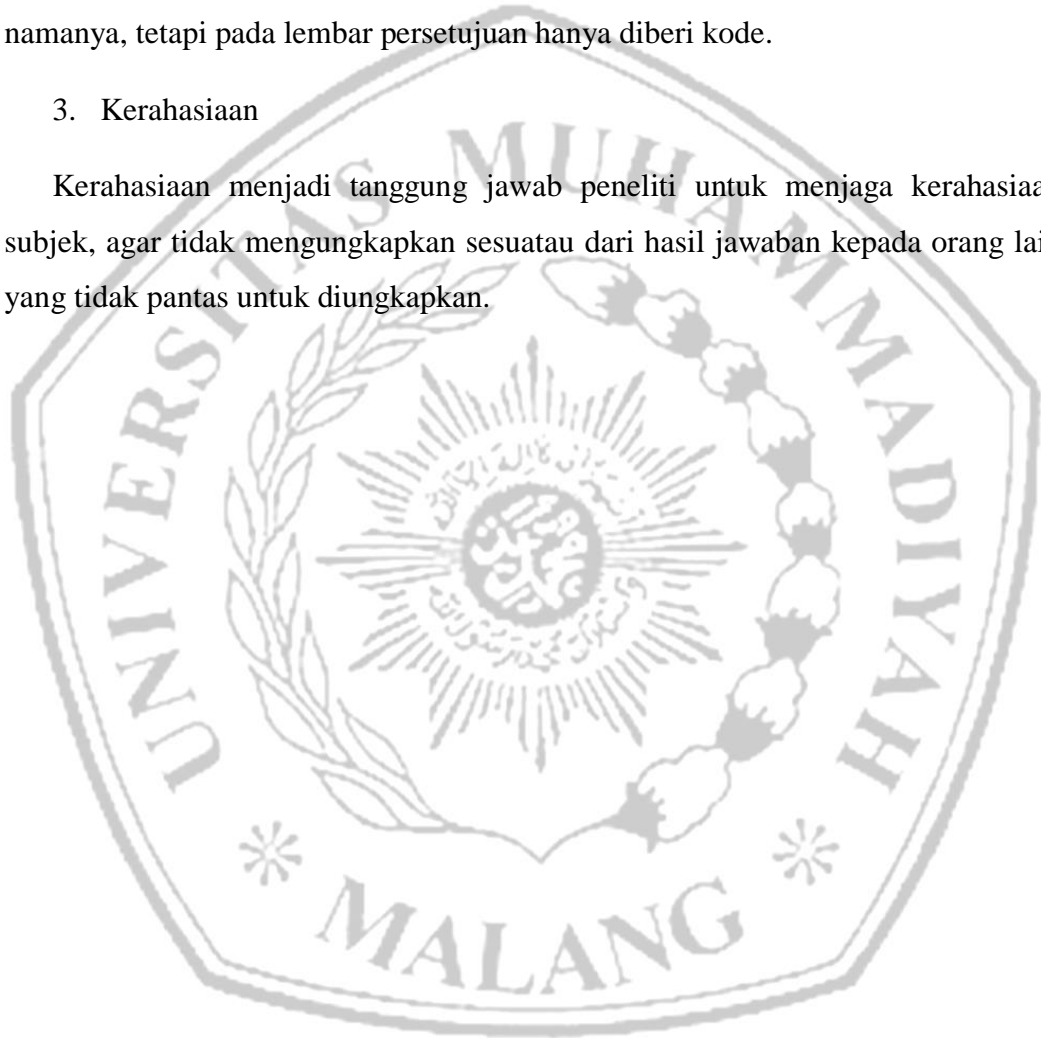 namanya, tetapi pada lembar persetujuan hanya diberi kode.
3. Kerahasiaan
Kerahasiaan menjadi tanggung jawab peneliti untuk menjaga kerahasiaa
subjek, agar tidak mengungkapkan sesuatau dari hasil jawaban kepada orang lai
yang tidak pantas untuk diungkapkan.
UNIVERSITAS MUHAMMADIYAH
MALANG